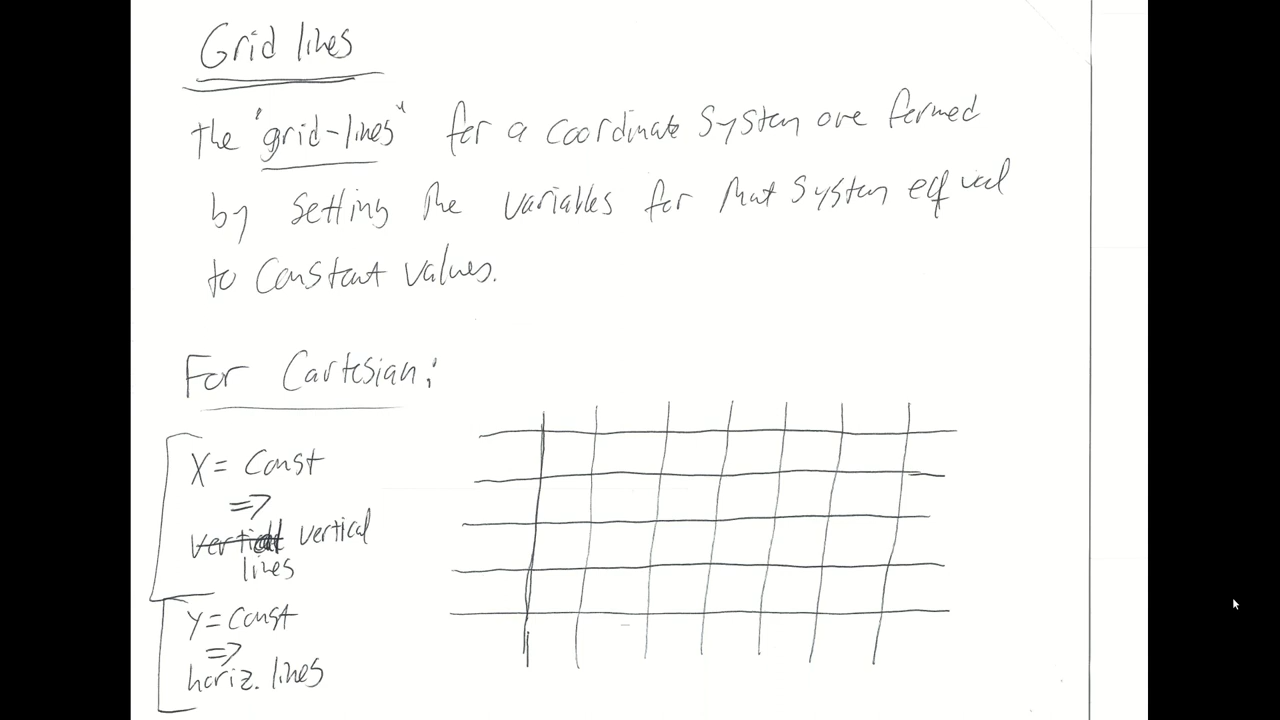 Grid lines
the "grid-lines" for a coordinate system are formed
by setting the variables for that system equal
to constant values.
For Cartesian:
X = Const
=>
vertical vertical
lines
y = const
=>
horiz. lines